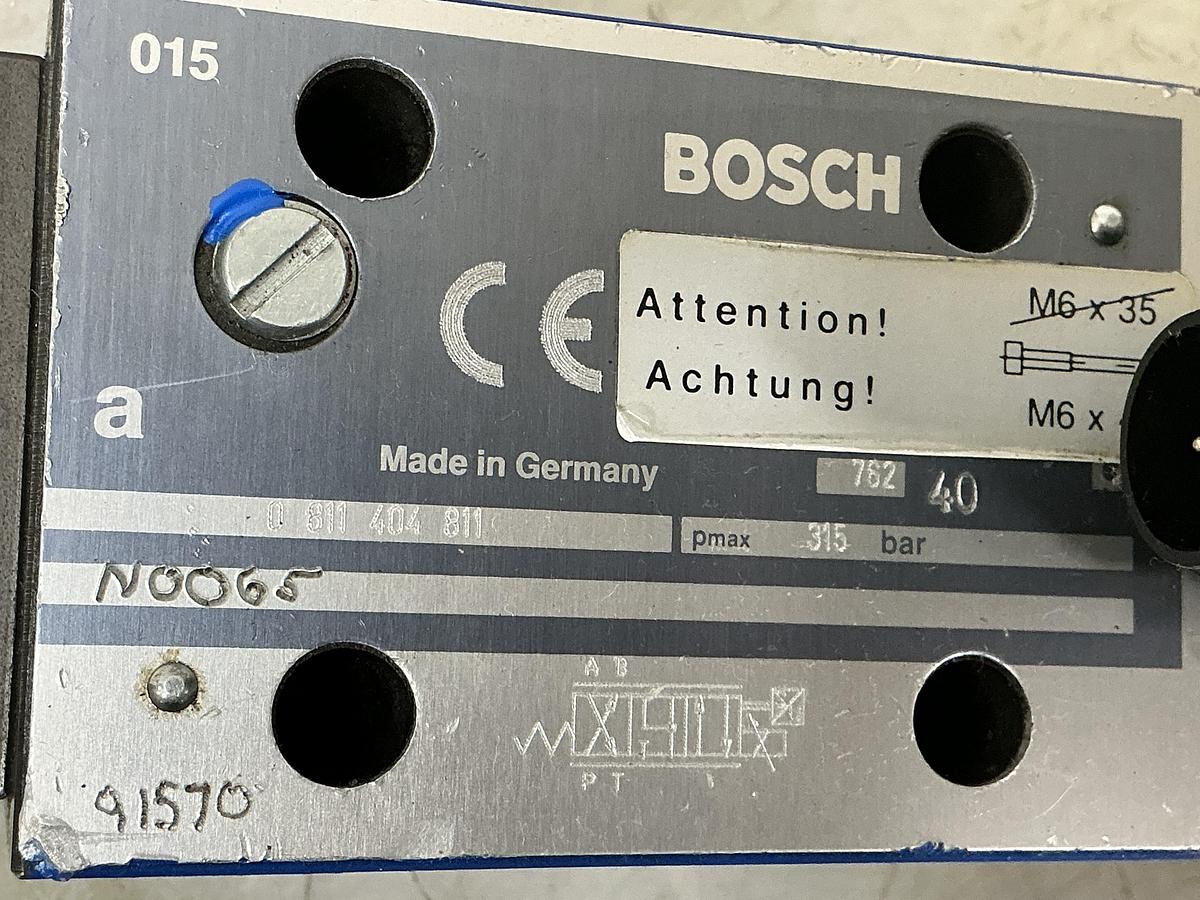 015
BOSCH
CE
Attention!
M6 x 35
Achtung!
M6 x
a
Made in Germany
762
40
0 811 404 811
pmax 315 bar
N0065
A B
P T
91570